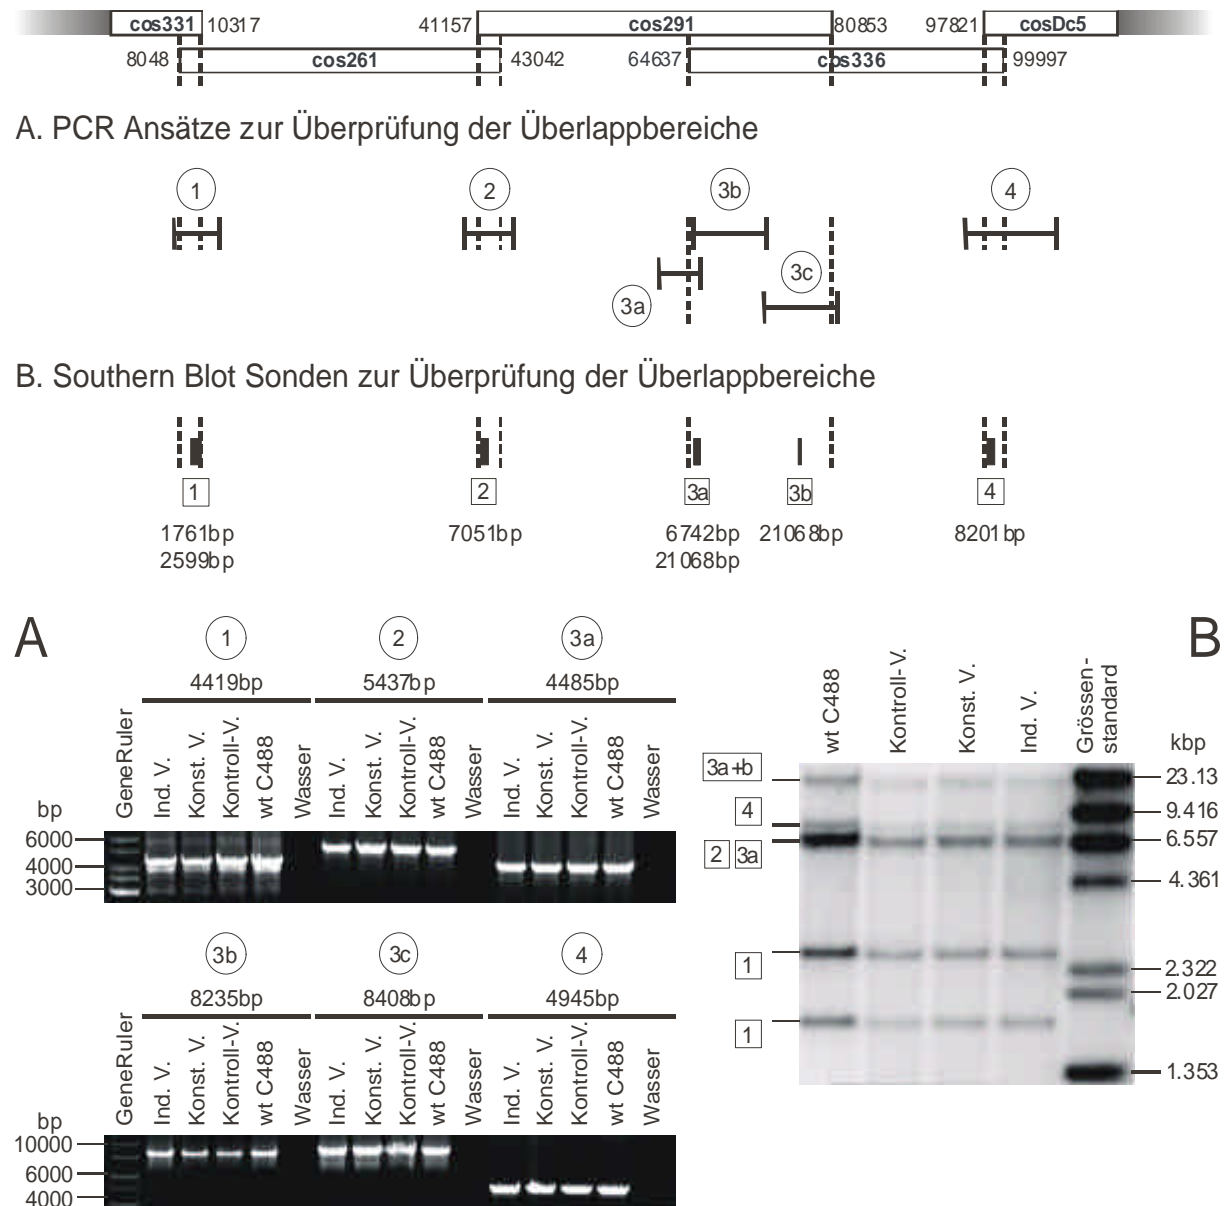 cos331 10317 41157 cos291 80853 97821 cosDc5
8048 cos261 43042 64637 cos336 99997
A. PCR Ansätze zur Überprüfung der Überlappbereiche
1 2 3b 4
3a 3c
B. Southern Blot Sonden zur Überprüfung der Überlappbereiche
1 2 3a 3b 4
1761bp 7051bp 6742bp 21068bp 8201bp
2599bp 21068bp
A
1 2 3a
4419bp 5437bp 4485bp
GeneRuler Ind. V. Konst. V. Kontroll-V. wt C488 Wasser Ind. V. Konst. V. Kontroll-V. wt C488 Wasser Ind. V. Konst. V. Kontroll-V. wt C488 Wasser
bp
6000
4000
3000
3b 3c 4
8235bp 8408bp 4945bp
GeneRuler Ind. V. Konst. V. Kontroll-V. wt C488 Wasser Ind. V. Konst. V. Kontroll-V. wt C488 Wasser Ind. V. Konst. V. Kontroll-V. wt C488 Wasser
bp
10000
6000
4000
B
wt C488 Kontroll-V. Konst. V. Ind. V. Grössen-
standard
kbp
3a+b
4
2 3a
1
1
23.13
9.416
6.557
4.361
2.322
2.027
1.353